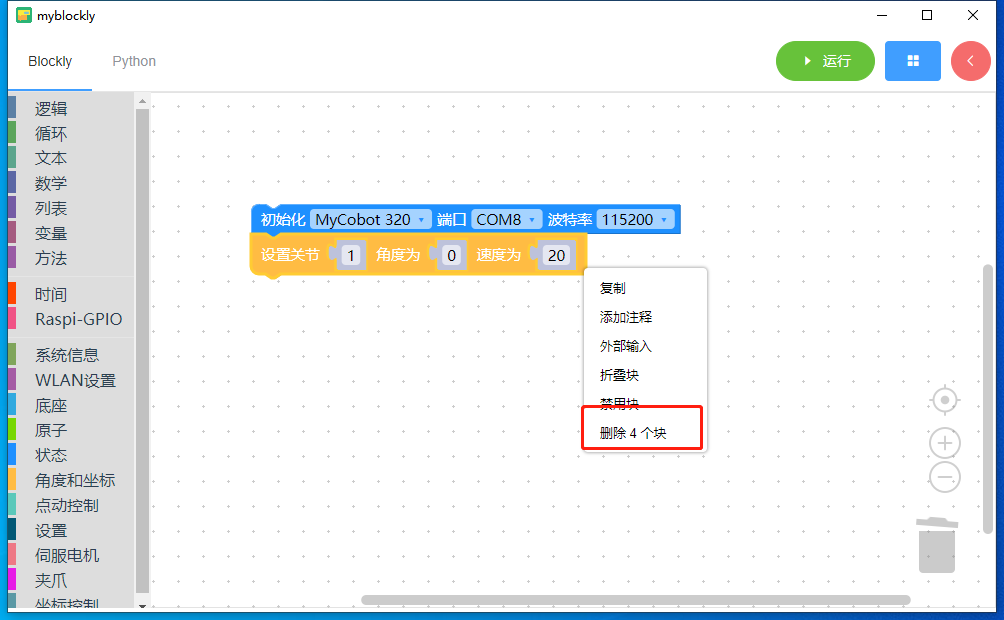 myblockly
Blockly Python
运行
逻辑
循环
文本
数学
列表
变量
方法
时间
Raspi-GPIO
系统信息
WLAN设置
底座
原子
状态
角度和坐标
点动控制
设置
伺服电机
夹爪
坐标控制
初始化 MyCobot 320 端口 COM8 波特率 115200
设置关节 1 角度为 0 速度为 20
复制
添加注释
外部输入
折叠块
禁用块
删除 4 个块